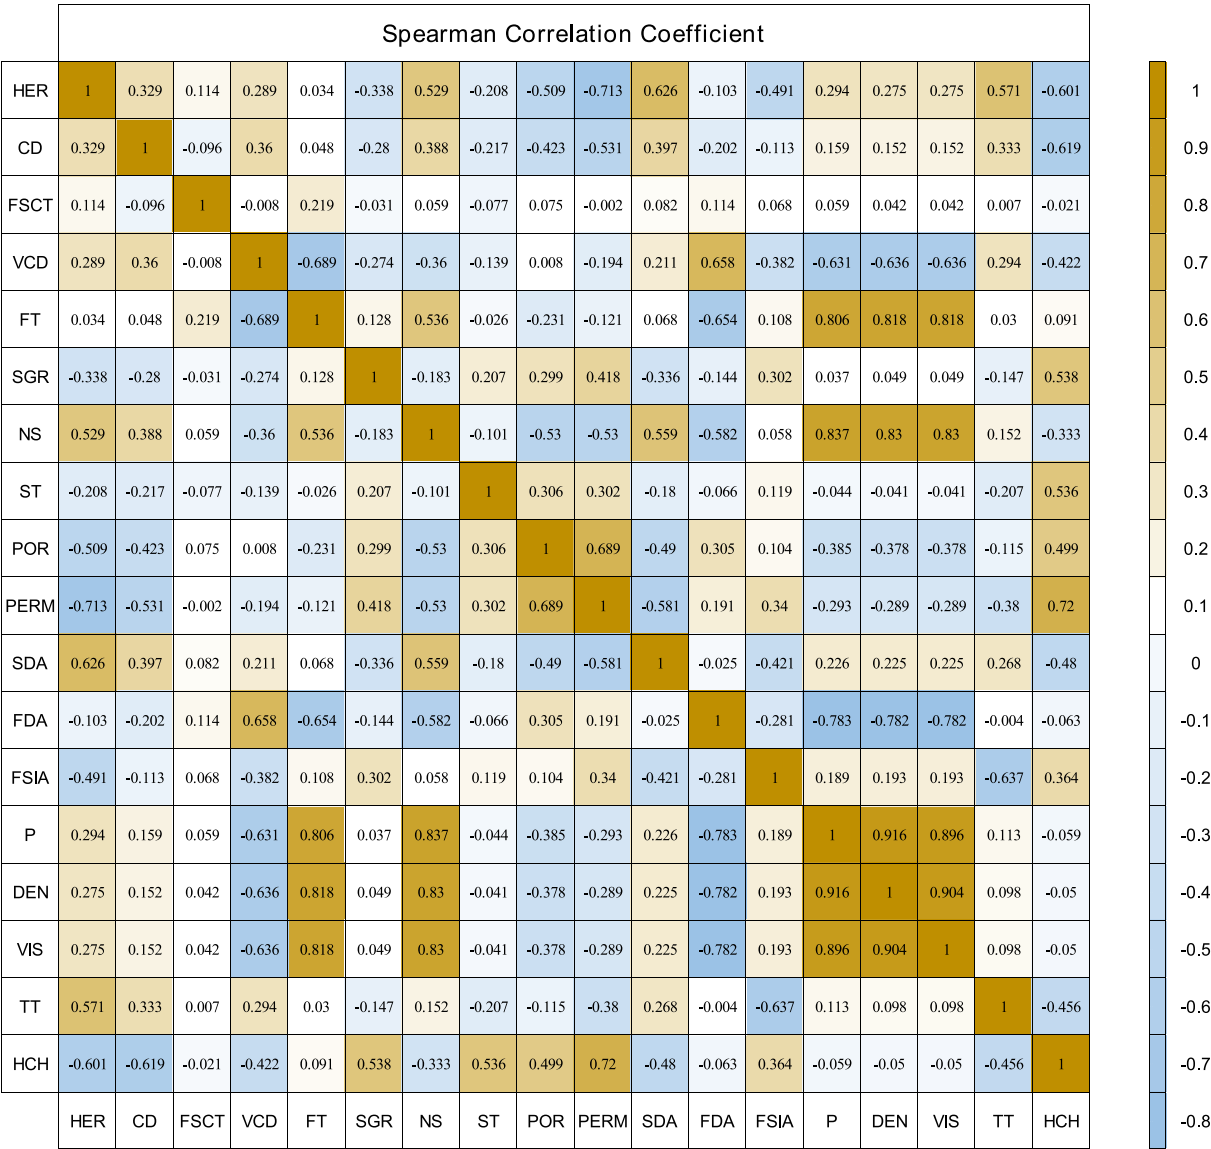 Spearman Correlation Coefficient
HER 1 0.329 0.114 0.289 0.034 -0.338 0.529 -0.208 -0.509 -0.713 0.626 -0.103 -0.491 0.294 0.275 0.275 0.571 -0.601 1
CD 0.329 1 -0.096 0.36 0.048 -0.28 0.388 -0.217 -0.423 -0.531 0.397 -0.202 -0.113 0.159 0.152 0.152 0.333 -0.619 0.9
FSCT 0.114 -0.096 1 -0.008 0.219 -0.031 0.059 -0.077 0.075 -0.002 0.082 0.114 0.068 0.059 0.042 0.042 0.007 -0.021 0.8
VCD 0.289 0.36 -0.008 1 -0.689 -0.274 -0.36 -0.139 0.008 -0.194 0.211 0.658 -0.382 -0.631 -0.636 -0.636 0.294 -0.422 0.7
FT 0.034 0.048 0.219 -0.689 1 0.128 0.536 -0.026 -0.231 -0.121 0.068 -0.654 0.108 0.806 0.818 0.818 0.03 0.091 0.6
SGR -0.338 -0.28 -0.031 -0.274 0.128 1 -0.183 0.207 0.299 0.418 -0.336 -0.144 0.302 0.037 0.049 0.049 -0.147 0.538 0.5
NS 0.529 0.388 0.059 -0.36 0.536 -0.183 1 -0.101 -0.53 -0.53 0.559 -0.582 0.058 0.837 0.83 0.83 0.152 -0.333 0.4
ST -0.208 -0.217 -0.077 -0.139 -0.026 0.207 -0.101 1 0.306 0.302 -0.18 -0.066 0.119 -0.044 -0.041 -0.041 -0.207 0.536 0.3
POR -0.509 -0.423 0.075 0.008 -0.231 0.299 -0.53 0.306 1 0.689 -0.49 0.305 0.104 -0.385 -0.378 -0.378 -0.115 0.499 0.2
PERM -0.713 -0.531 -0.002 -0.194 -0.121 0.418 -0.53 0.302 0.689 1 -0.581 0.191 0.34 -0.293 -0.289 -0.289 -0.38 0.72 0.1
SDA 0.626 0.397 0.082 0.211 0.068 -0.336 0.559 -0.18 -0.49 -0.581 1 -0.025 -0.421 0.226 0.225 0.225 0.268 -0.48 0
FDA -0.103 -0.202 0.114 0.658 -0.654 -0.144 -0.582 -0.066 0.305 0.191 -0.025 1 -0.281 -0.783 -0.782 -0.782 -0.004 -0.063 -0.1
FSIA -0.491 -0.113 0.068 -0.382 0.108 0.302 0.058 0.119 0.104 0.34 -0.421 -0.281 1 0.189 0.193 0.193 -0.637 0.364 -0.2
P 0.294 0.159 0.059 -0.631 0.806 0.037 0.837 -0.044 -0.385 -0.293 0.226 -0.783 0.189 1 0.916 0.896 0.113 -0.059 -0.3
DEN 0.275 0.152 0.042 -0.636 0.818 0.049 0.83 -0.041 -0.378 -0.289 0.225 -0.782 0.193 0.916 1 0.904 0.098 -0.05 -0.4
VIS 0.275 0.152 0.042 -0.636 0.818 0.049 0.83 -0.041 -0.378 -0.289 0.225 -0.782 0.193 0.896 0.904 1 0.098 -0.05 -0.5
TT 0.571 0.333 0.007 0.294 0.03 -0.147 0.152 -0.207 -0.115 -0.38 0.268 -0.004 -0.637 0.113 0.098 0.098 1 -0.456 -0.6
HCH -0.601 -0.619 -0.021 -0.422 0.091 0.538 -0.333 0.536 0.499 0.72 -0.48 -0.063 0.364 -0.059 -0.05 -0.05 -0.456 1 -0.7
HER CD FSCT VCD FT SGR NS ST POR PERM SDA FDA FSIA P DEN VIS TT HCH -0.8